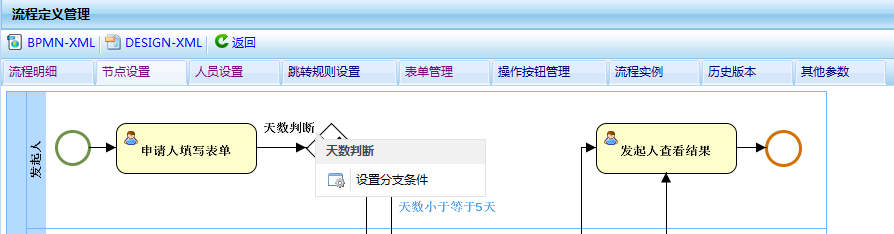 流程定义管理
BPMN-XML DESIGN-XML 返回
流程明细 节点设置 人员设置 跳转规则设置 表单管理 操作按钮管理 流程实例 历史版本 其他参数
发起人
申请人填写表单
天数判断
天数判断
设置分支条件
天数小于等于5天
发起人查看结果